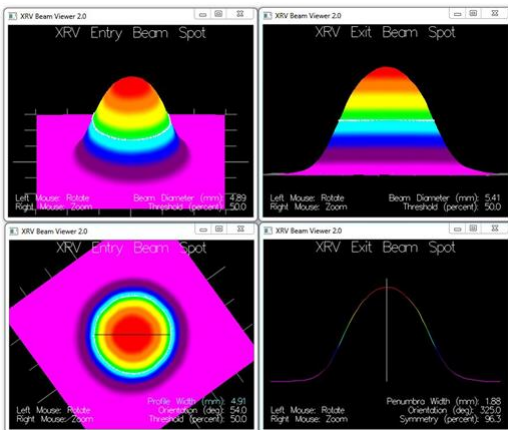 XRV Beam Viewer 2.0
XRV Entry Beam Spot
Left Mouse: Rotate Beam Diameter (mm): 4.89
Right Mouse: Zoom Threshold (percent): 50.0
XRV Beam Viewer 2.0
XRV Exit Beam Spot
Left Mouse: Rotate Beam Diameter (mm): 5.41
Right Mouse: Zoom Threshold (percent): 50.0
XRV Beam Viewer 2.0
XRV Entry Beam Spot
Profile Width (mm): 4.91
Left Mouse: Rotate Orientation (deg): 54.0
Right Mouse: Zoom Threshold (percent): 50.0
XRV Beam Viewer 2.0
XRV Exit Beam Spot
Penumbra Width (mm): 1.88
Left Mouse: Rotate Orientation (deg): 325.0
Right Mouse: Zoom Symmetry (percent): 96.3